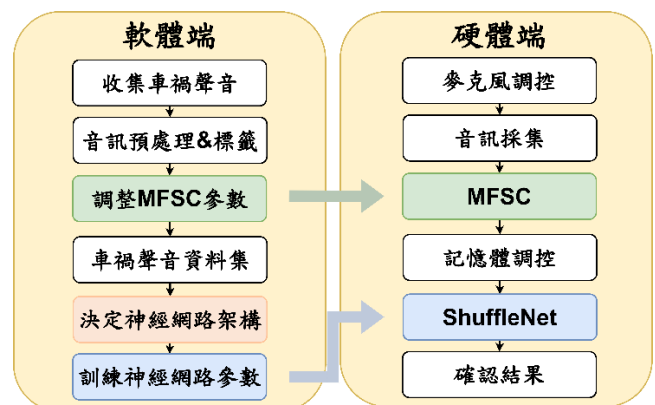 軟體端
收集車禍聲音
音訊預處理&標籤
調整MFSC參數
車禍聲音資料集
決定神經網路架構
訓練神經網路參數
硬體端
麥克風調控
音訊採集
MFSC
記憶體調控
ShuffleNet
確認結果